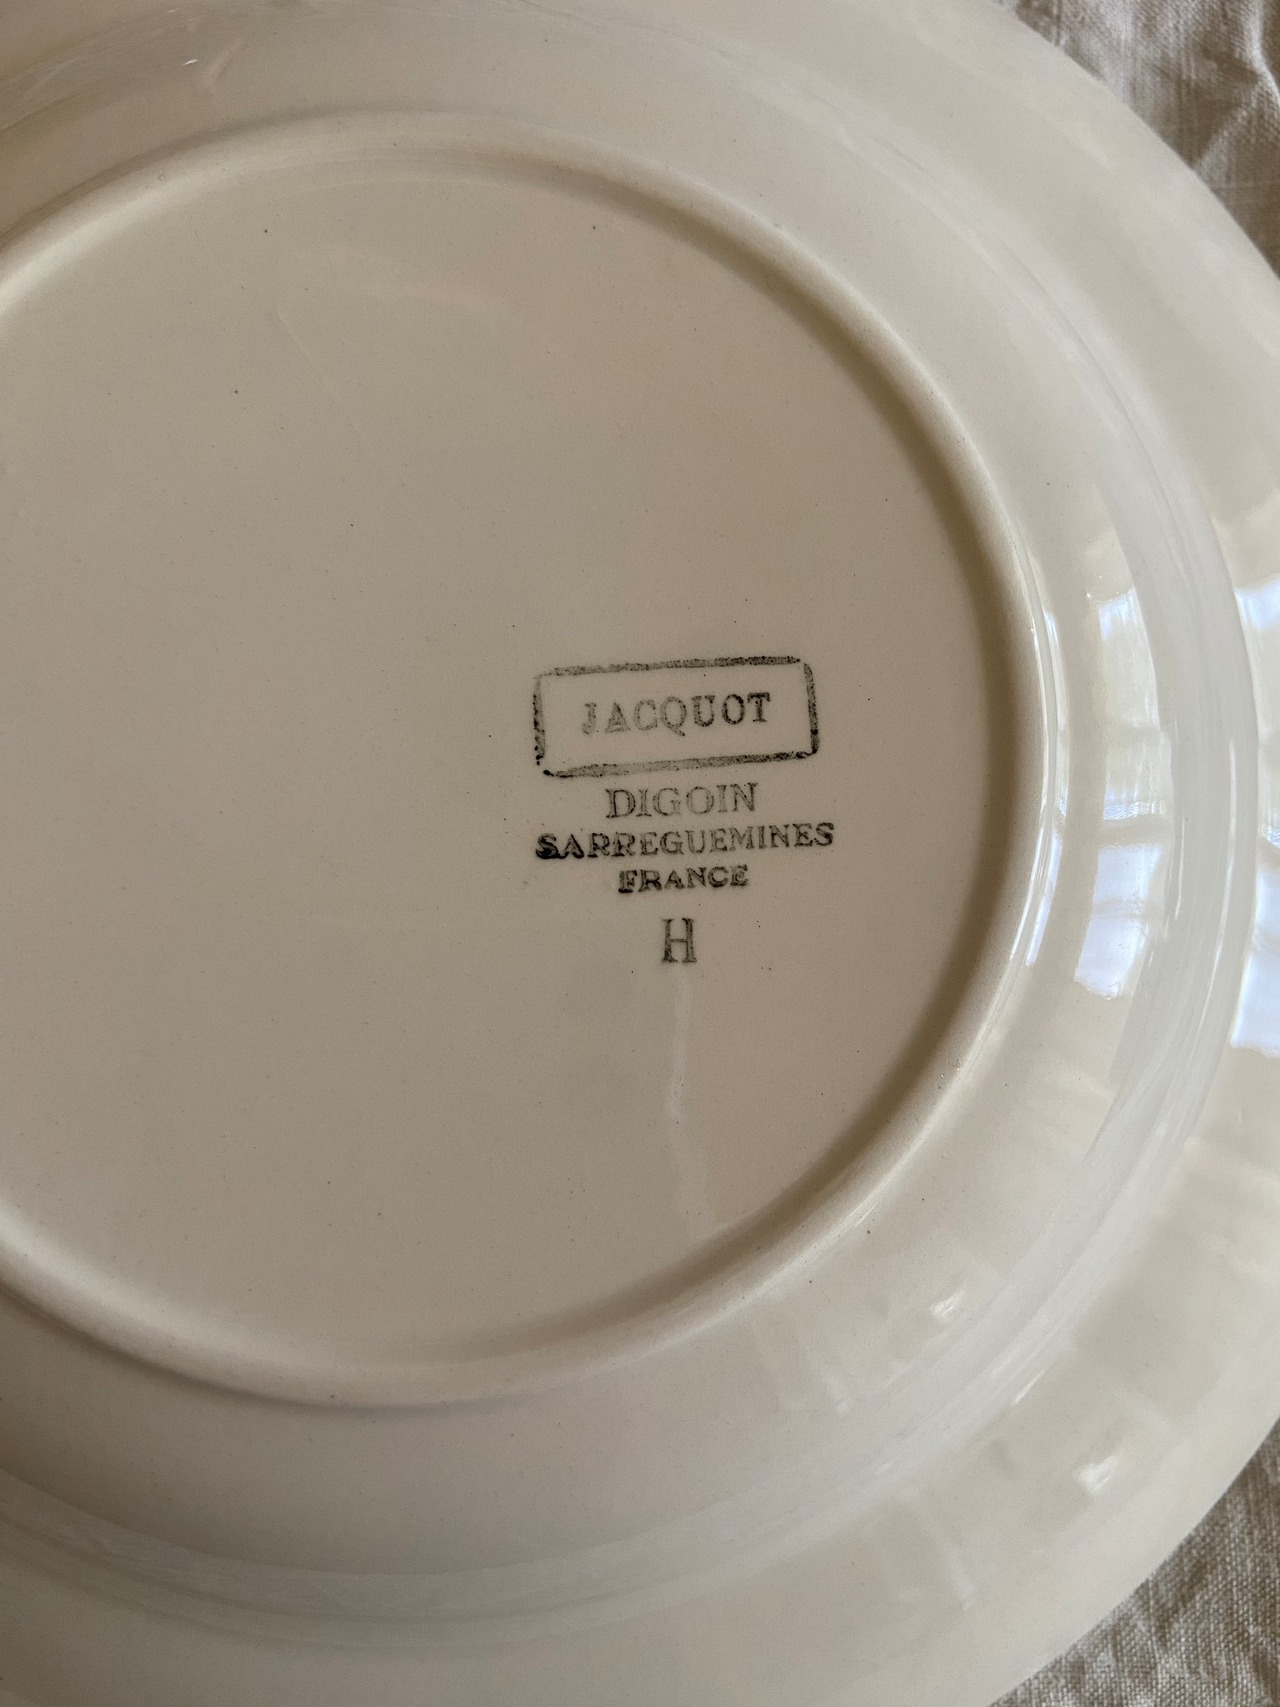 JACQUOT
DIGOIN
SARREGUEMINES
FRANCE
H